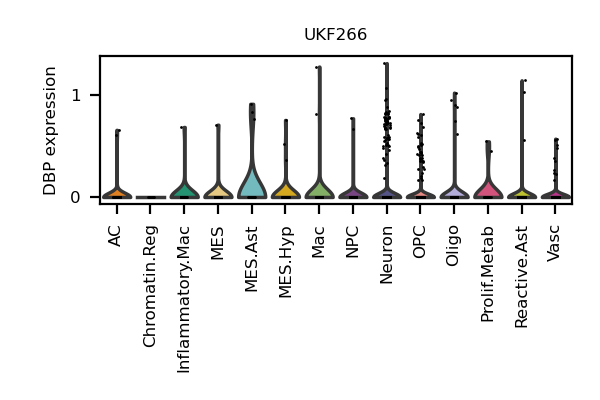 UKF266
DBP expression
1
0
AC
Chromatin.Reg
Inflammatory.Mac
MES
MES.Ast
MES.Hyp
Mac
NPC
Neuron
OPC
Oligo
Prolif.Metab
Reactive.Ast
Vasc